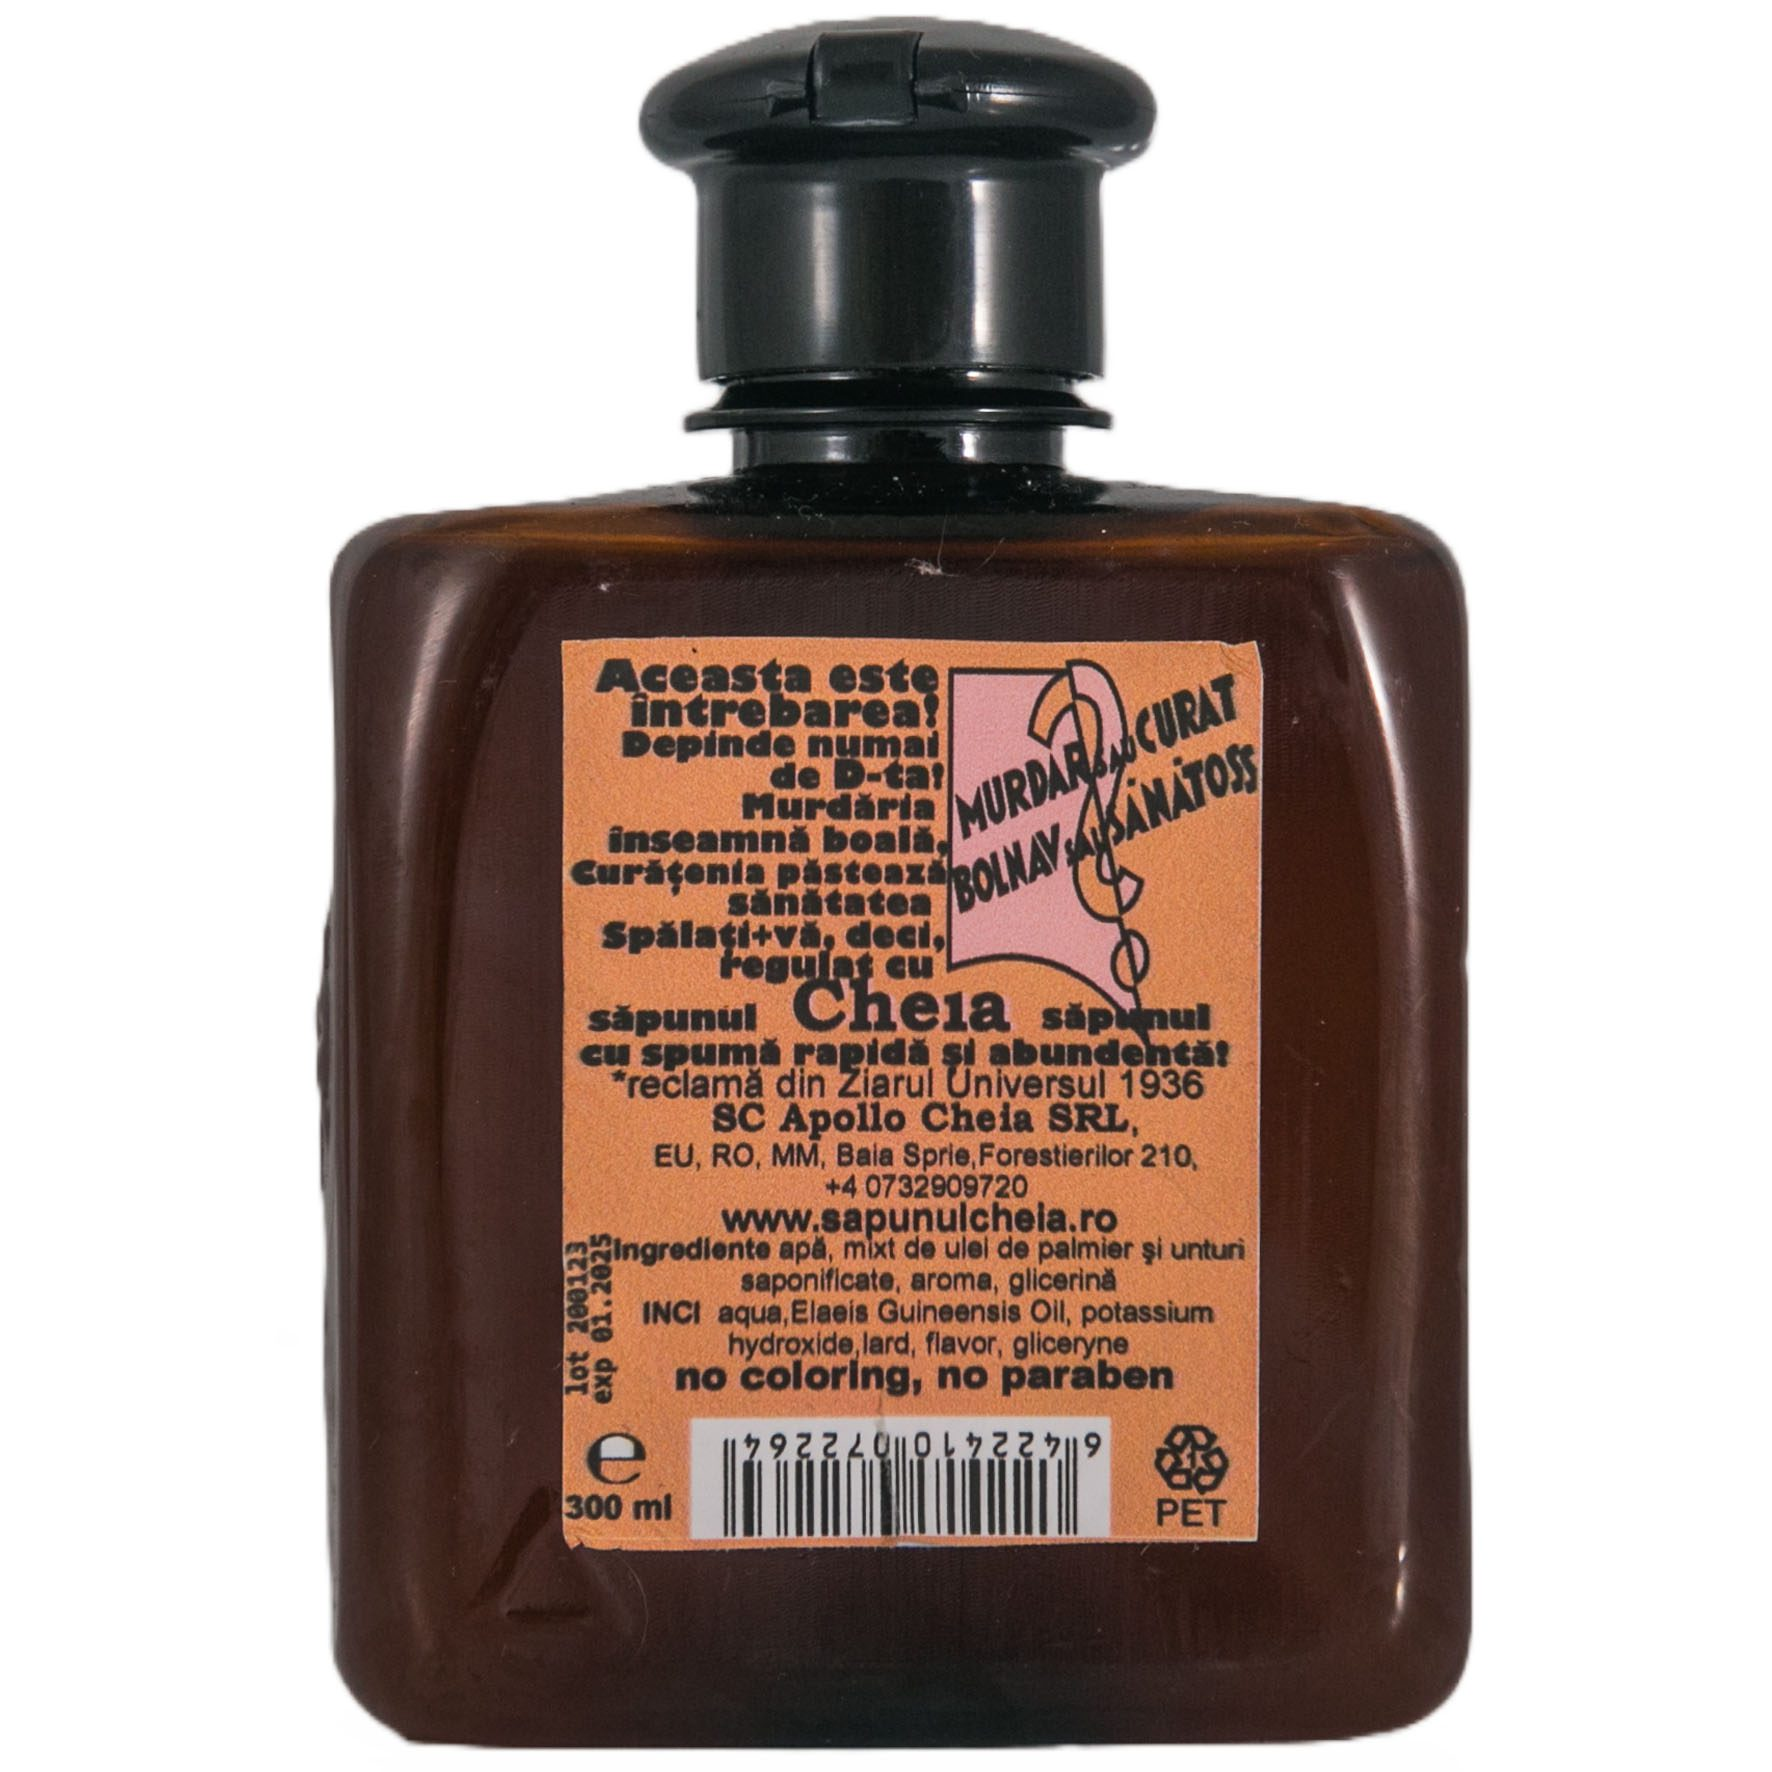 Aceasta este
întrebarea!
Depinde numai
de D-ta!
Murdăria
înseamnă boală,
Curățenia păstează
sănătatea
Spălați+vă, deci,
regulat cu
săpunul Cheia săpunul
cu spumă rapidă și abundentă!
MURDAR sau CURAT
BOLNAV sau SĂNĂTOSS
*reclamă din Ziarul Universul 1936
SC Apollo Cheia SRL,
EU, RO, MM, Baia Sprie,Forestierilor 210,
+4 0732909720
www.sapunulcheia.ro
Ingrediente apă, mixt de ulei de palmier și unturi
saponificate, aroma, glicerină
INCI aqua,Elaeis Guineensis Oil, potassium
hydroxide,lard, flavor, gliceryne
no coloring, no paraben
lot 200123
exp 01.2025
e
300 ml
6 422410 072264
1
PET